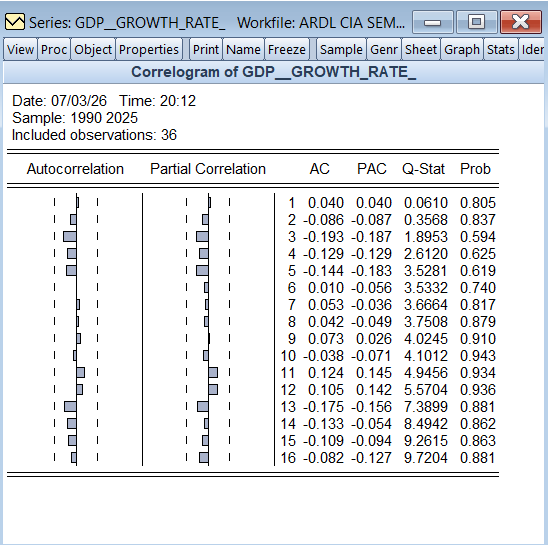 Series: GDP__GROWTH_RATE_ Workfile: ARDL CIA SEM...
View Proc Object Properties Print Name Freeze Sample Genr Sheet Graph Stats Iden
Correlogram of GDP__GROWTH_RATE_
Date: 07/03/26 Time: 20:12
Sample: 1990 2025
Included observations: 36
Autocorrelation Partial Correlation AC PAC Q-Stat Prob
1 0.040 0.040 0.0610 0.805
2 -0.086 -0.087 0.3568 0.837
3 -0.193 -0.187 1.8953 0.594
4 -0.129 -0.129 2.6120 0.625
5 -0.144 -0.183 3.5281 0.619
6 0.010 -0.056 3.5332 0.740
7 0.053 -0.036 3.6664 0.817
8 0.042 -0.049 3.7508 0.879
9 0.073 0.026 4.0245 0.910
10 -0.038 -0.071 4.1012 0.943
11 0.124 0.145 4.9456 0.934
12 0.105 0.142 5.5704 0.936
13 -0.175 -0.156 7.3899 0.881
14 -0.133 -0.054 8.4942 0.862
15 -0.109 -0.094 9.2615 0.863
16 -0.082 -0.127 9.7204 0.881